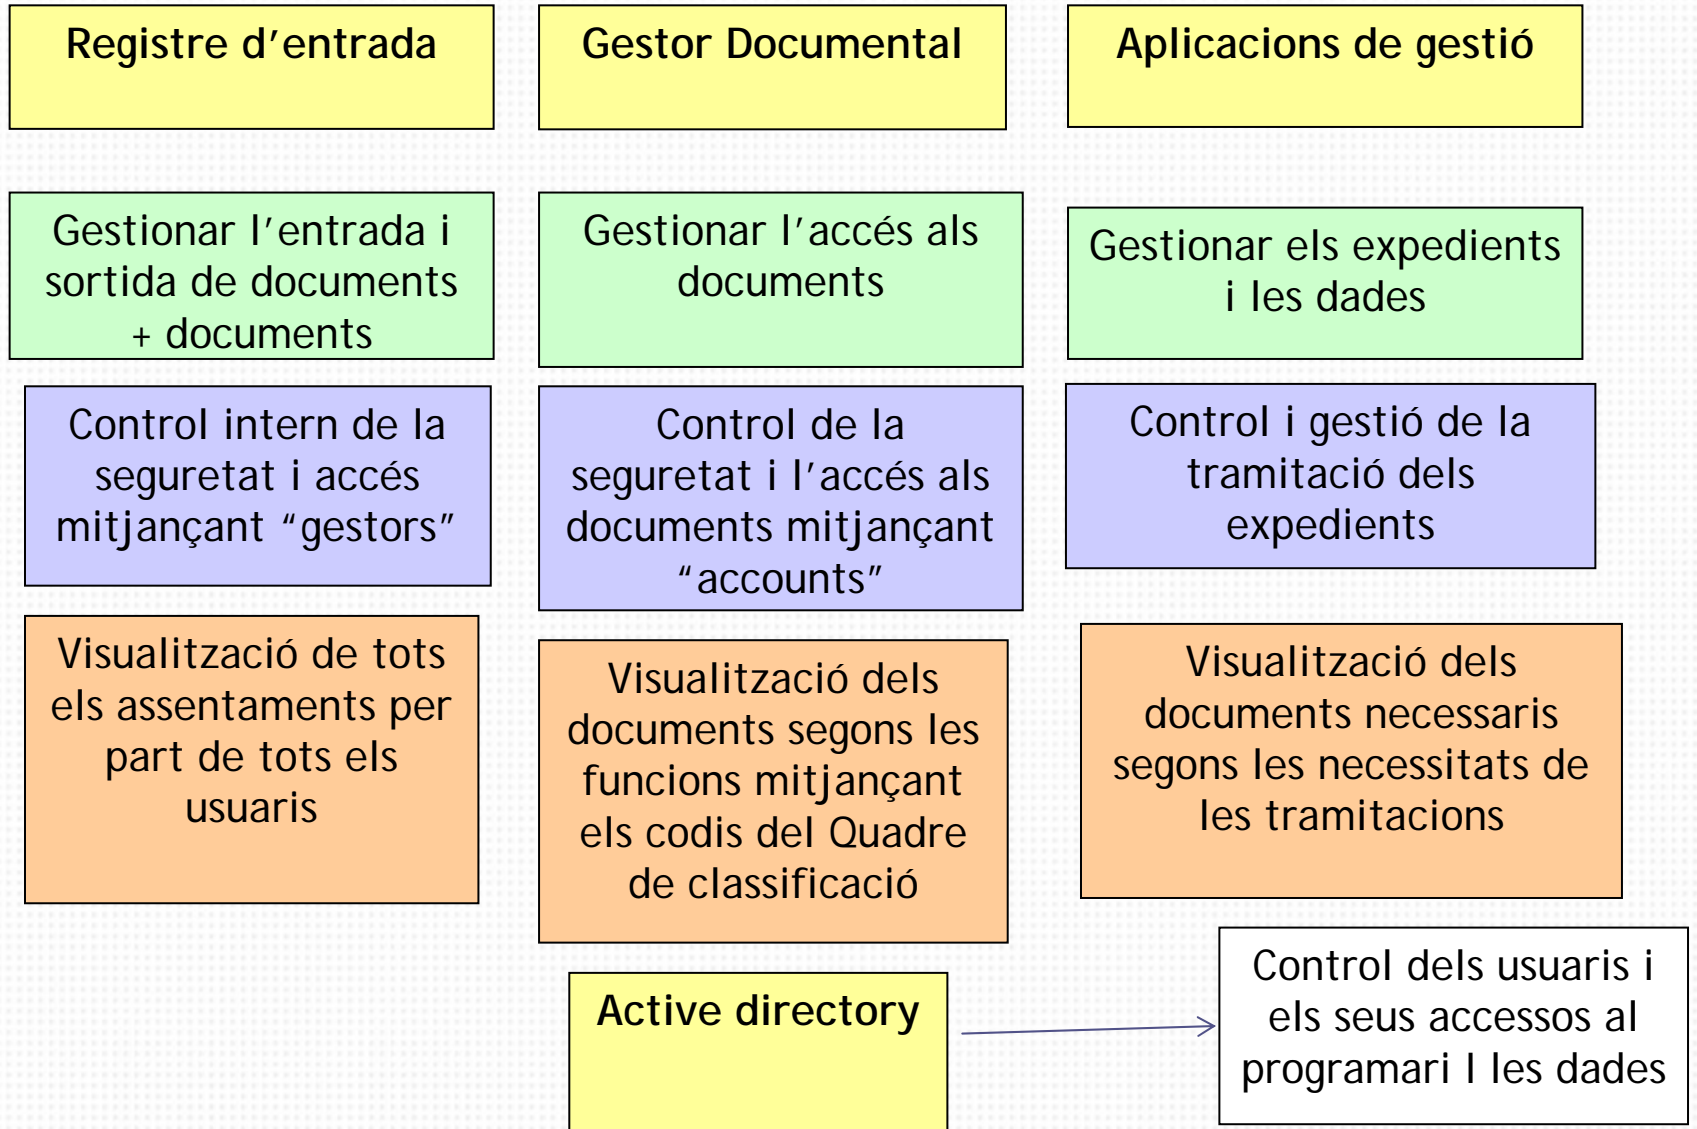 Registre d’entrada
Gestor Documental
Aplicacions de gestió
Gestionar l’entrada i
sortida de documents
+ documents
Gestionar l’accés als
documents
Gestionar els expedients
i les dades
Control intern de la
seguretat i accés
mitjançant “gestors”
Control de la
seguretat i l’accés als
documents mitjançant
“accounts”
Control i gestió de la
tramitació dels
expedients
Visualització de tots
els assentaments per
part de tots els
usuaris
Visualització dels
documents segons les
funcions mitjançant
els codis del Quadre
de classificació
Visualització dels
documents necessaris
segons les necessitats de
les tramitacions
Active directory
Control dels usuaris i
els seus accessos al
programari I les dades